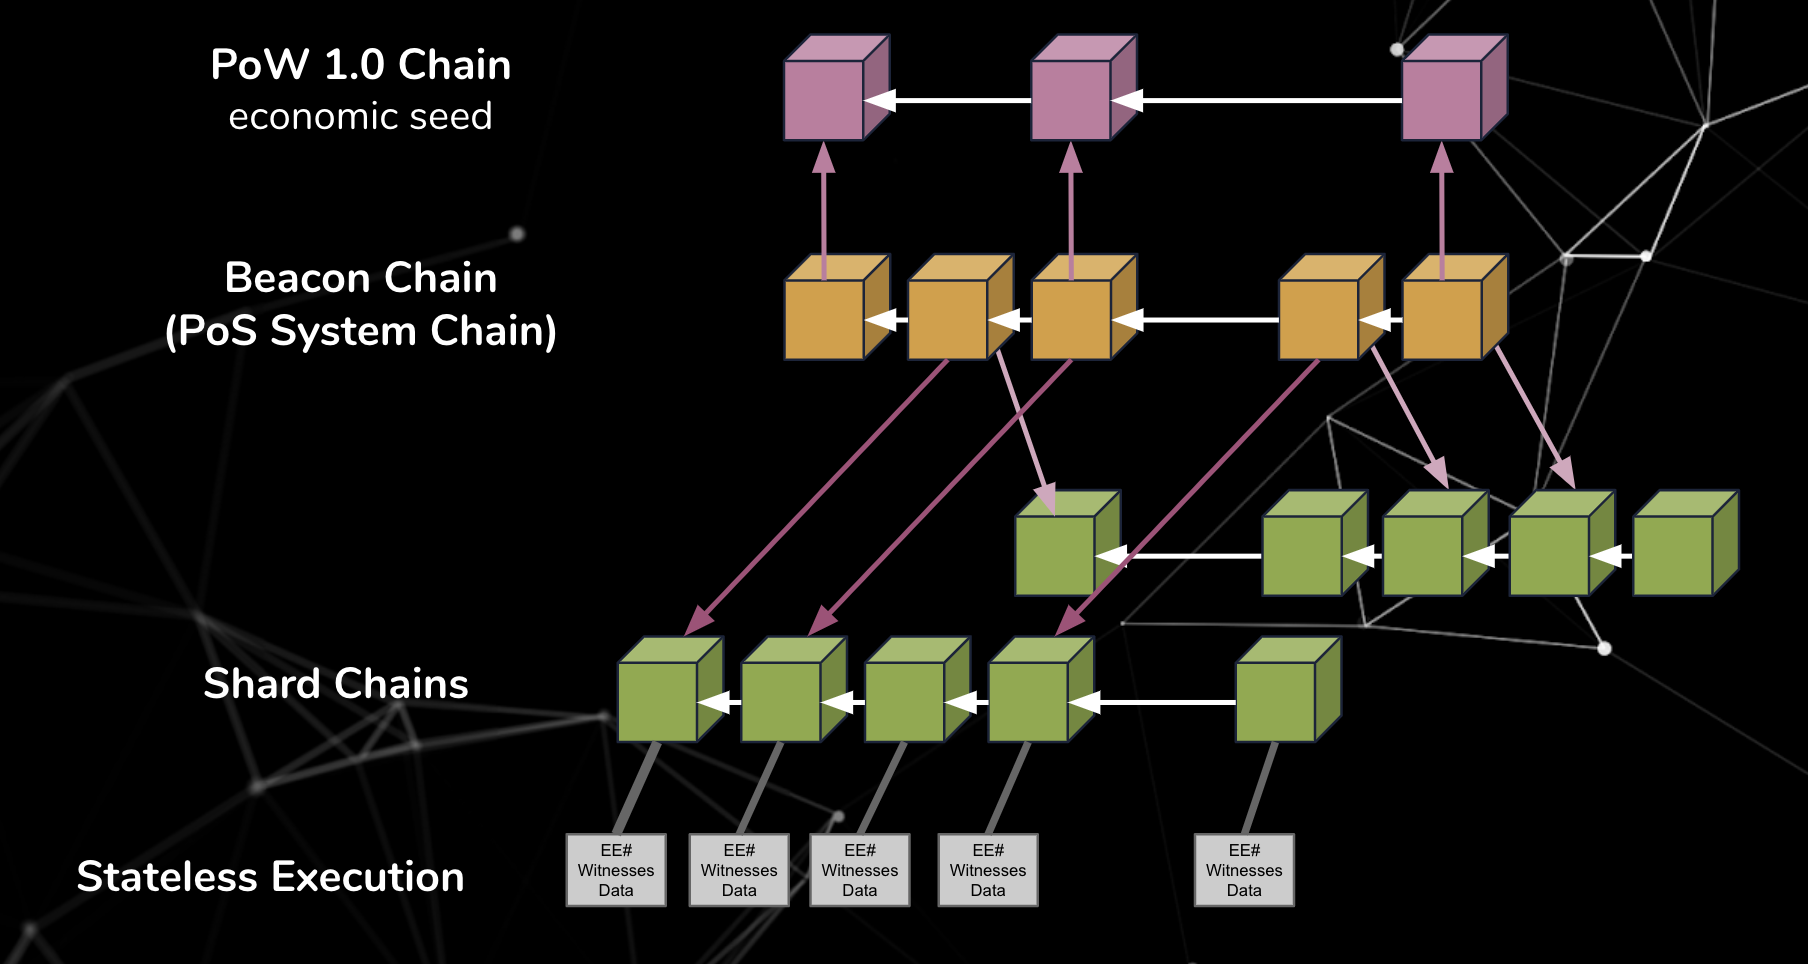 PoW 1.0 Chain
economic seed
Beacon Chain
(PoS System Chain)
Shard Chains
Stateless Execution
EE#
Witnesses
Data
EE#
Witnesses
Data
EE#
Witnesses
Data
EE#
Witnesses
Data
EE#
Witnesses
Data